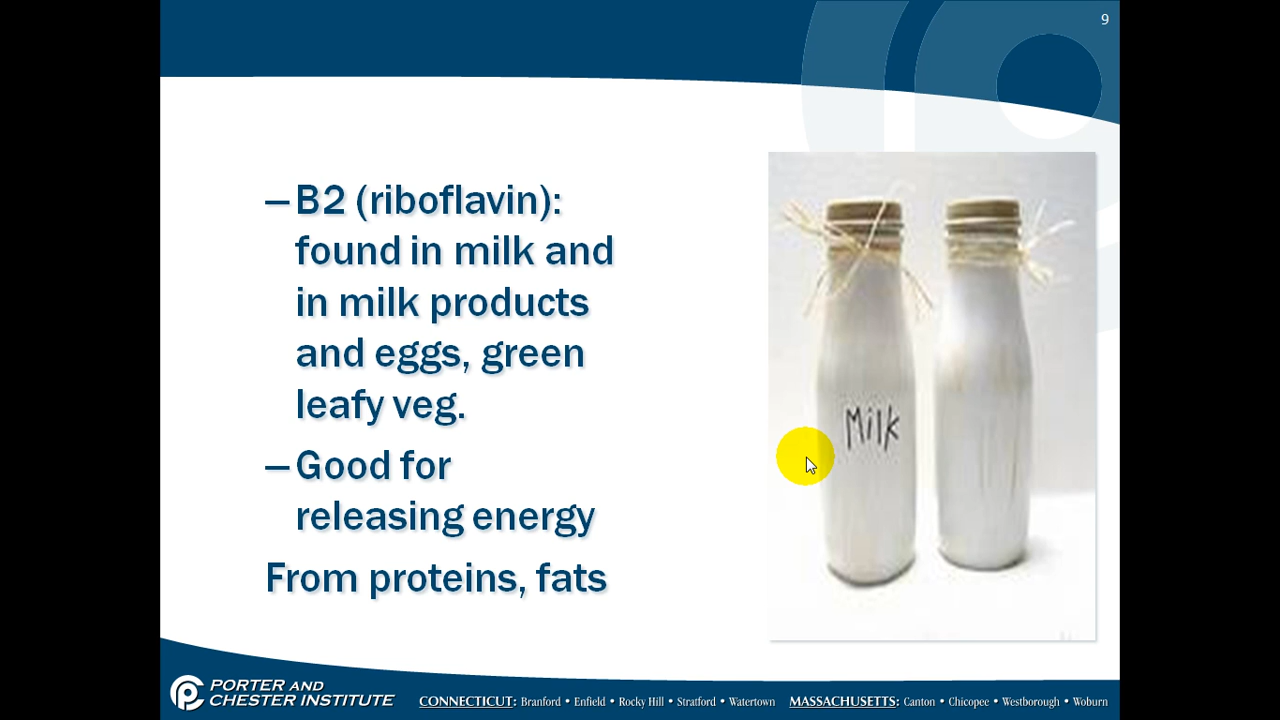 9
– B2 (riboflavin):
found in milk and
in milk products
and eggs, green
leafy veg.
– Good for
releasing energy
From proteins, fats
Milk
PORTER AND
CHESTER INSTITUTE
CONNECTICUT: Branford • Enfield • Rocky Hill • Stratford • Watertown MASSACHUSETTS: Canton • Chicopee • Westborough • Woburn